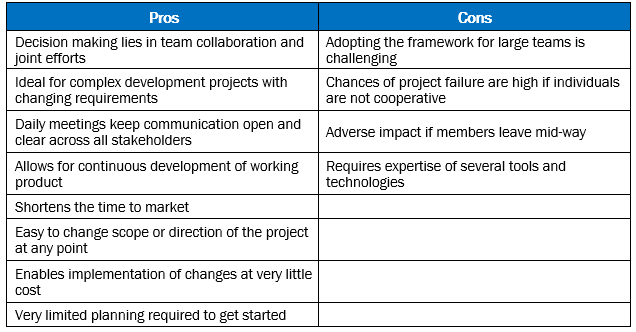 Pros
Cons
Decision making lies in team collaboration and
joint efforts
Adopting the framework for large teams is
challenging
Ideal for complex development projects with
changing requirements
Chances of project failure are high if individuals
are not cooperative
Daily meetings keep communication open and
clear across all stakeholders
Adverse impact if members leave mid-way
Allows for continuous development of working
product
Requires expertise of several tools and
technologies
Shortens the time to market
Easy to change scope or direction of the project
at any point
Enables implementation of changes at very little
cost
Very limited planning required to get started